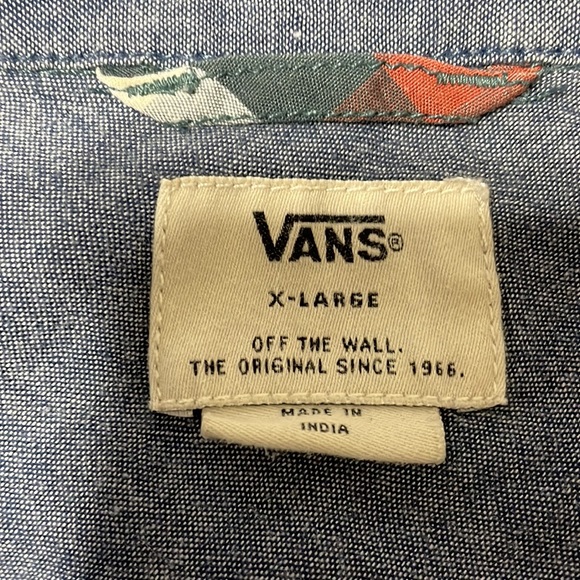 VANS®
X-LARGE
OFF THE WALL.
THE ORIGINAL SINCE 1966.
MADE IN
INDIA